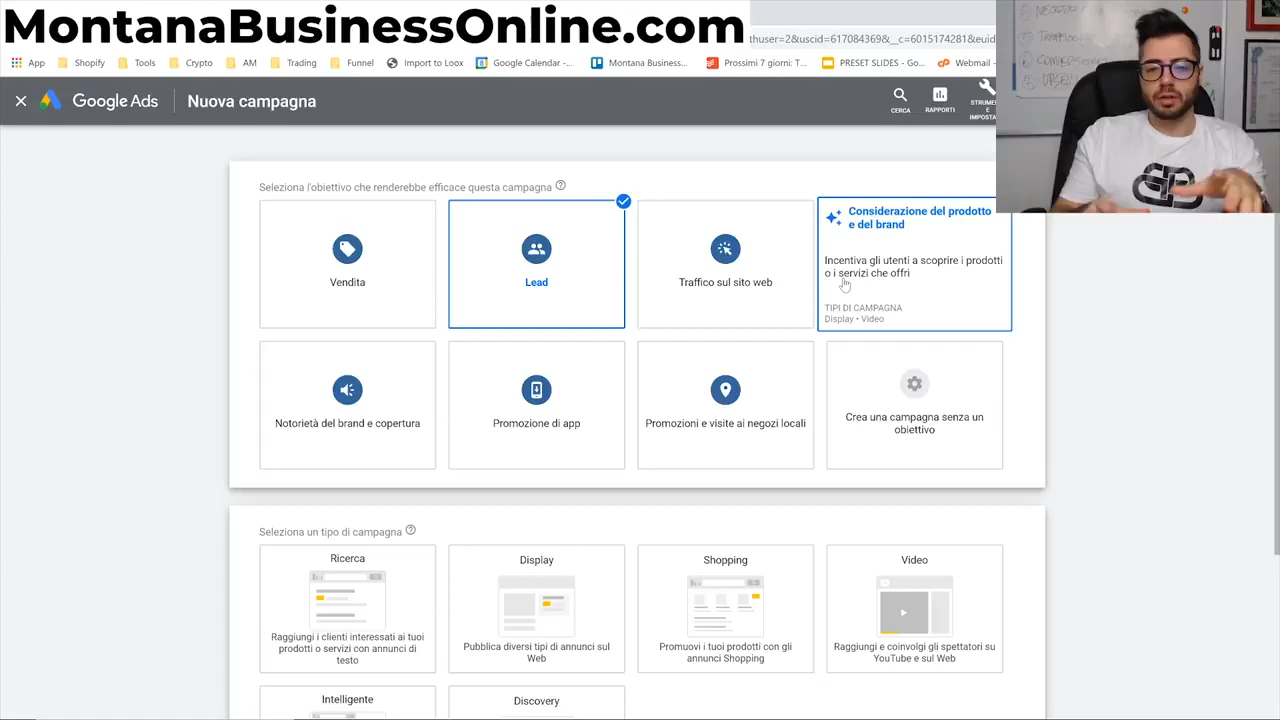 MontanaBusinessOnline.com
thuser=2&uscid=617084369&__c=6015174281&euid
App
Shopify
Tools
Crypto
AM
Trading
Funnel
Import to Loox
Google Calendar -...
Montana Business...
Prossimi 7 giorni: T...
PRESET SLIDES - Go...
Webmail
Google Ads
Nuova campagna
CERCA
RAPPORTI
STRUME
E
IMPOSTA
Seleziona l'obiettivo che renderebbe efficace questa campagna
Vendita
Lead
Traffico sul sito web
Considerazione del prodotto
e del brand
Incentiva gli utenti a scoprire i prodotti
o i servizi che offri
TIPI DI CAMPAGNA
Display • Video
Notorietà del brand e copertura
Promozione di app
Promozioni e visite ai negozi locali
Crea una campagna senza un
obiettivo
Seleziona un tipo di campagna
Ricerca
Raggiungi i clienti interessati ai tuoi
prodotti o servizi con annunci di
testo
Display
Pubblica diversi tipi di annunci sul
Web
Shopping
Promuovi i tuoi prodotti con gli
annunci Shopping
Video
Raggiungi e coinvolgi gli spettatori su
YouTube e sul Web
Intelligente
Discovery